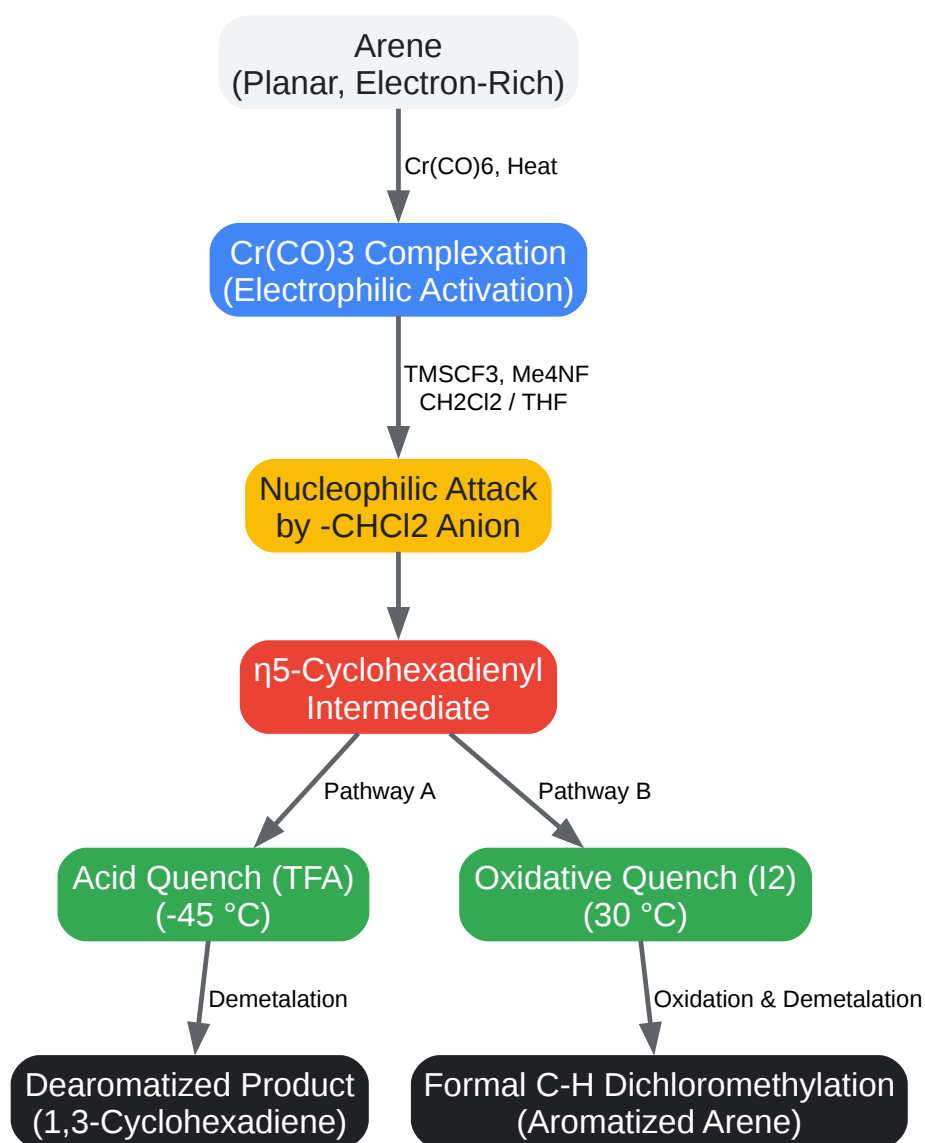 Arene
(Planar, Electron-Rich)
Cr(CO)6, Heat
Cr(CO)3 Complexation
(Electrophilic Activation)
TMSCF3, Me4NF
CH2Cl2 / THF
Nucleophilic Attack
by -CHCl2 Anion
η5-Cyclohexadienyl
Intermediate
Pathway A
Pathway B
Acid Quench (TFA)
(-45 °C)
Oxidative Quench (I2)
(30 °C)
Demetalation
Oxidation & Demetalation
Dearomatized Product
(1,3-Cyclohexadiene)
Formal C-H Dichloromethylation
(Aromatized Arene)